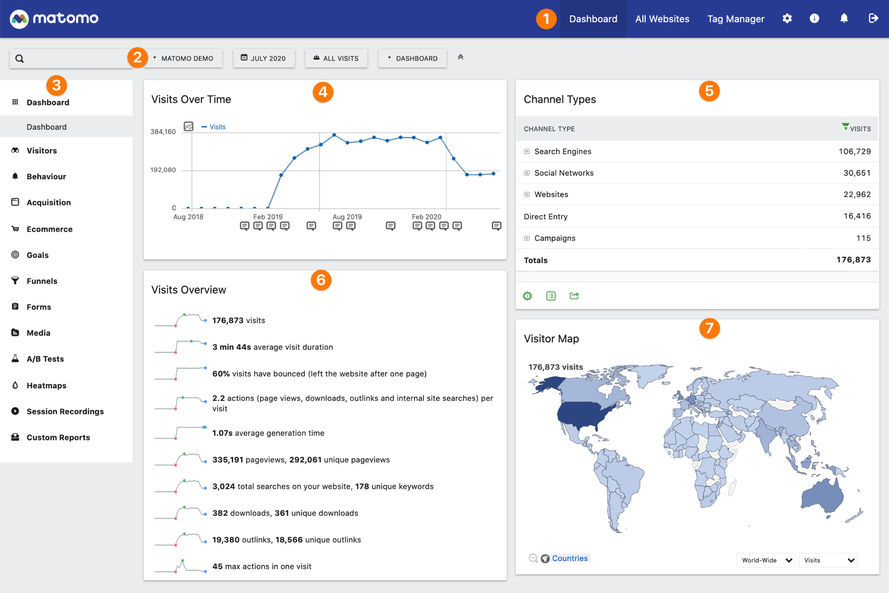 matomo
1
Dashboard
All Websites
Tag Manager
2
MATOMO DEMO
JULY 2020
ALL VISITS
DASHBOARD
3
Dashboard
Dashboard
Visitors
Behaviour
Acquisition
Ecommerce
Goals
Funnels
Forms
Media
A/B Tests
Heatmaps
Session Recordings
Custom Reports
Visits Over Time
4
Visits
384,160
192,080
0
Aug 2018
Feb 2019
Aug 2019
Feb 2020
Channel Types
5
CHANNEL TYPE
VISITS
Search Engines 106,729
Social Networks 30,651
Websites 22,962
Direct Entry 16,416
Campaigns 115
Totals 176,873
Visits Overview
6
176,873 visits
3 min 44s average visit duration
60% visits have bounced (left the website after one page)
2.2 actions (page views, downloads, outlinks and internal site searches) per
visit
1.07s average generation time
335,191 pageviews, 292,061 unique pageviews
3,024 total searches on your website, 178 unique keywords
382 downloads, 361 unique downloads
19,380 outlinks, 18,566 unique outlinks
45 max actions in one visit
Visitor Map
7
176,873 visits
Countries
World-Wide
Visits